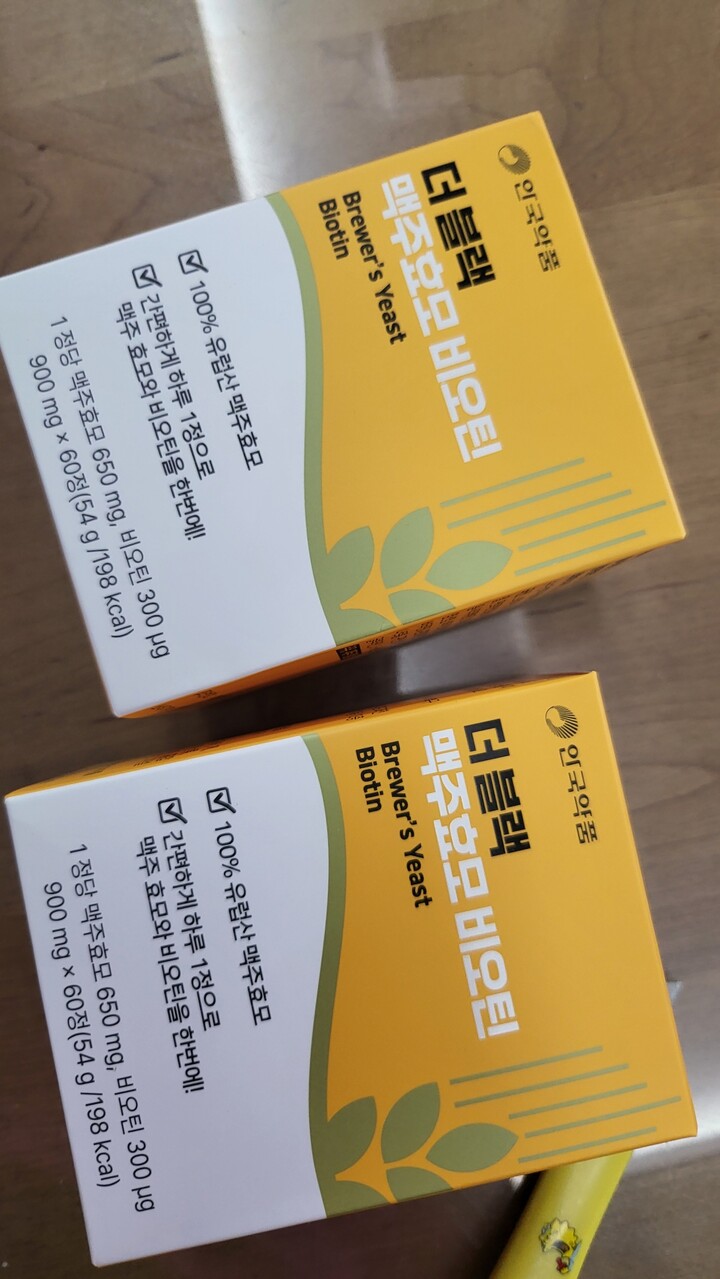 안국약품
더 블랙
맥주효모 비오틴
Brewer's Yeast
Biotin
100% 유럽산 맥주효모
간편하게 하루 1정으로
맥주 효모와 비오틴을 한번에!
1 정당 맥주효모 650 mg, 비오틴 300 μg
900 mg × 60정(54 g /198 kcal)
안국약품
더 블랙
맥주효모 비오틴
Brewer's Yeast
Biotin
100% 유럽산 맥주효모
간편하게 하루 1정으로
맥주 효모와 비오틴을 한번에!
1 정당 맥주효모 650 mg, 비오틴 300 μg
900 mg × 60정(54 g /198 kcal)